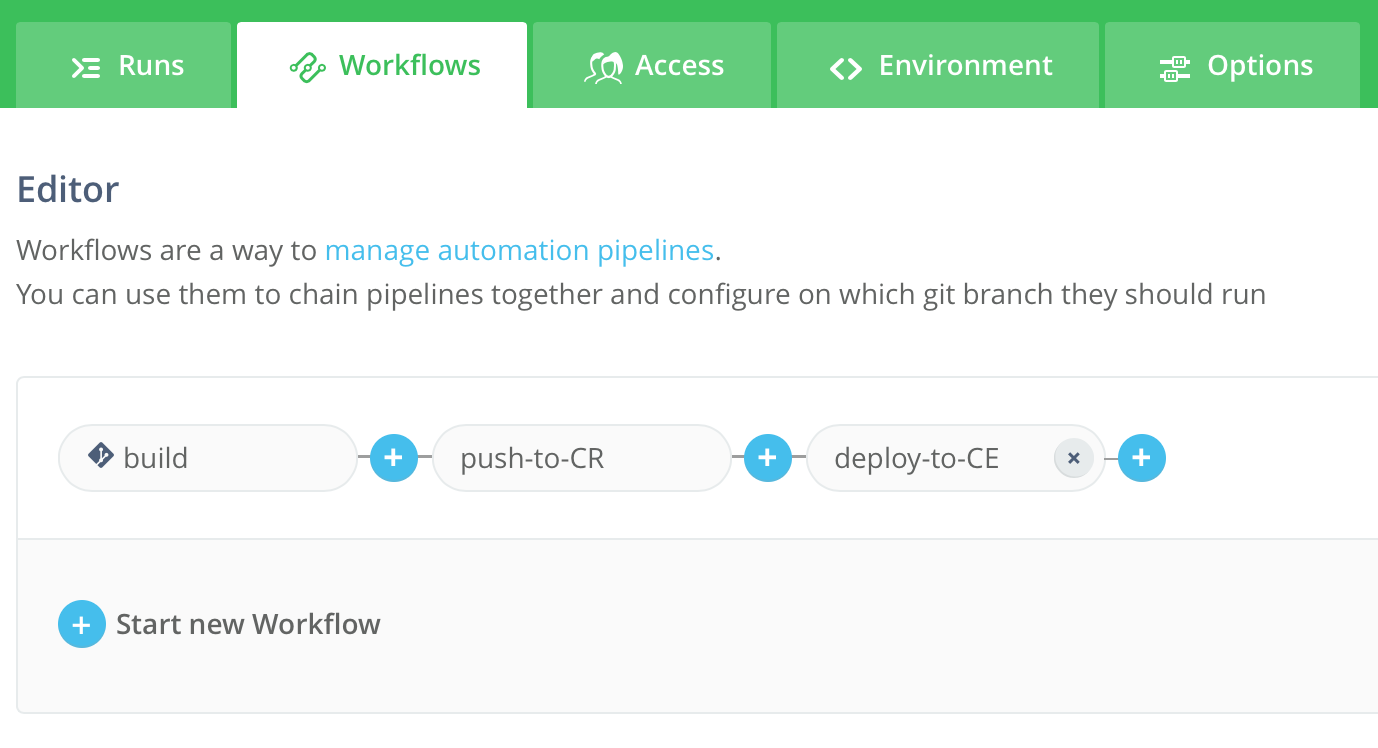 Runs
Workflows
Access
Environment
Options
Editor
Workflows are a way to manage automation pipelines.
You can use them to chain pipelines together and configure on which git branch they should run
build
push-to-CR
deploy-to-CE
Start new Workflow